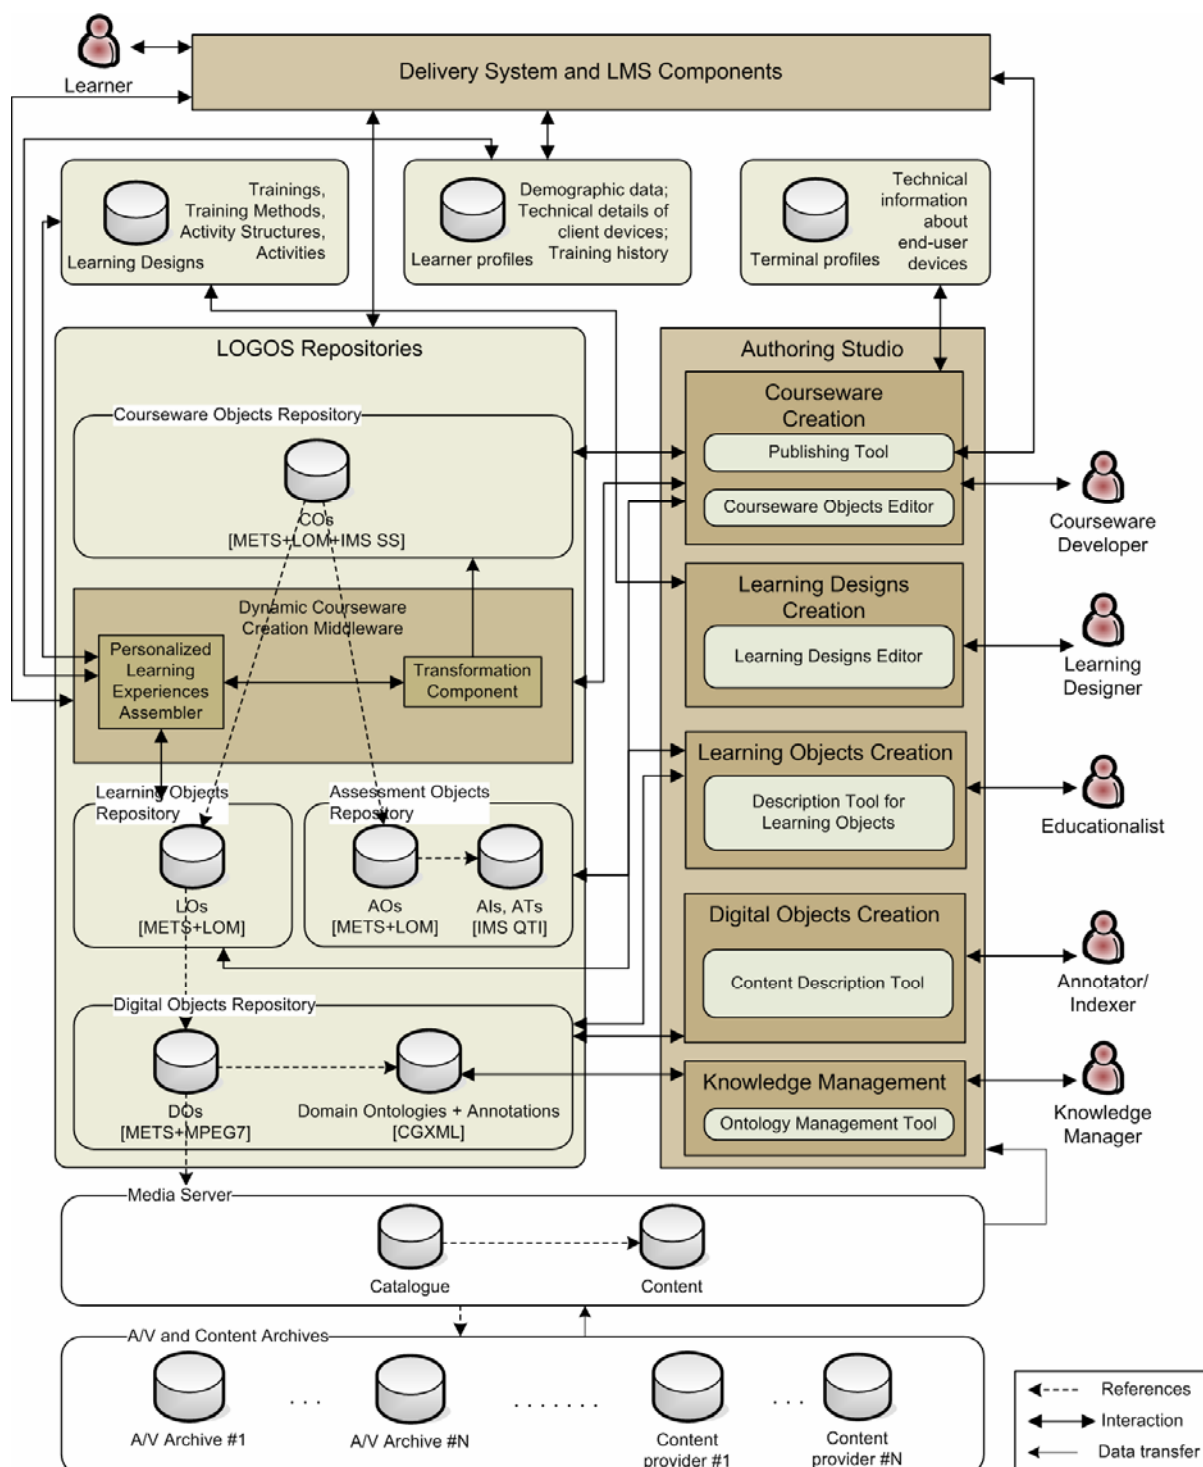 Learner
Delivery System and LMS Components
Trainings,
Training Methods,
Activity Structures,
Activities
Learning Designs
Demographic data;
Technical details of
client devices;
Training history
Learner profiles
Technical
information
about
end-user
devices
Terminal profiles
LOGOS Repositories
Courseware Objects Repository
COs
[METS+LOM+IMS SS]
Dynamic Courseware
Creation Middleware
Personalized
Learning
Experiences
Assembler
Transformation
Component
Learning Objects
Repository
LOs
[METS+LOM]
Assessment Objects
Repository
AOs
[METS+LOM]
AIs, ATs
[IMS QTI]
Digital Objects Repository
DOs
[METS+MPEG7]
Domain Ontologies + Annotations
[CGXML]
Authoring Studio
Courseware
Creation
Publishing Tool
Courseware Objects Editor
Courseware
Developer
Learning Designs
Creation
Learning Designs Editor
Learning
Designer
Learning Objects Creation
Description Tool for
Learning Objects
Educationalist
Digital Objects Creation
Content Description Tool
Annotator/
Indexer
Knowledge Management
Ontology Management Tool
Knowledge
Manager
Media Server
Catalogue
Content
A/V and Content Archives
A/V Archive #1
. . .
A/V Archive #N
. . . . . . .
Content
provider #1
. . .
Content
provider #N
References
Interaction
Data transfer